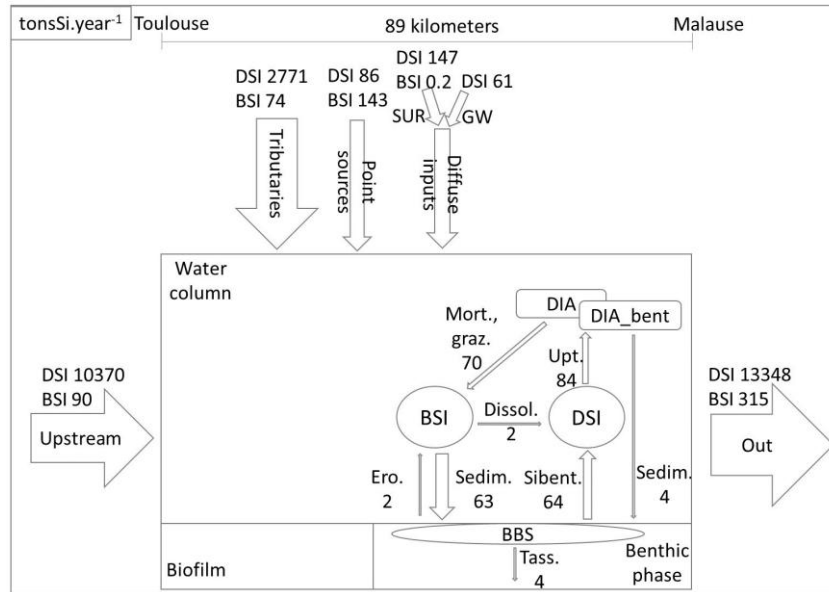 tonsSi.year-1
Toulouse
89 kilometers
Malause
DSI 2771
BSI 74
DSI 86
BSI 143
DSI 147
BSI 0.2
DSI 61
SUR
GW
Tributaries
Point
sources
Diffuse
inputs
Water
column
DIA
DIA_bent
Mort.,
graz.
70
Upt.
84
DSI 10370
BSI 90
Upstream
BSI
Dissol.
2
DSI
DSI 13348
BSI 315
Out
Ero.
2
Sedim.
63
Sibent.
64
Sedim.
4
BBS
Biofilm
Tass.
4
Benthic
phase